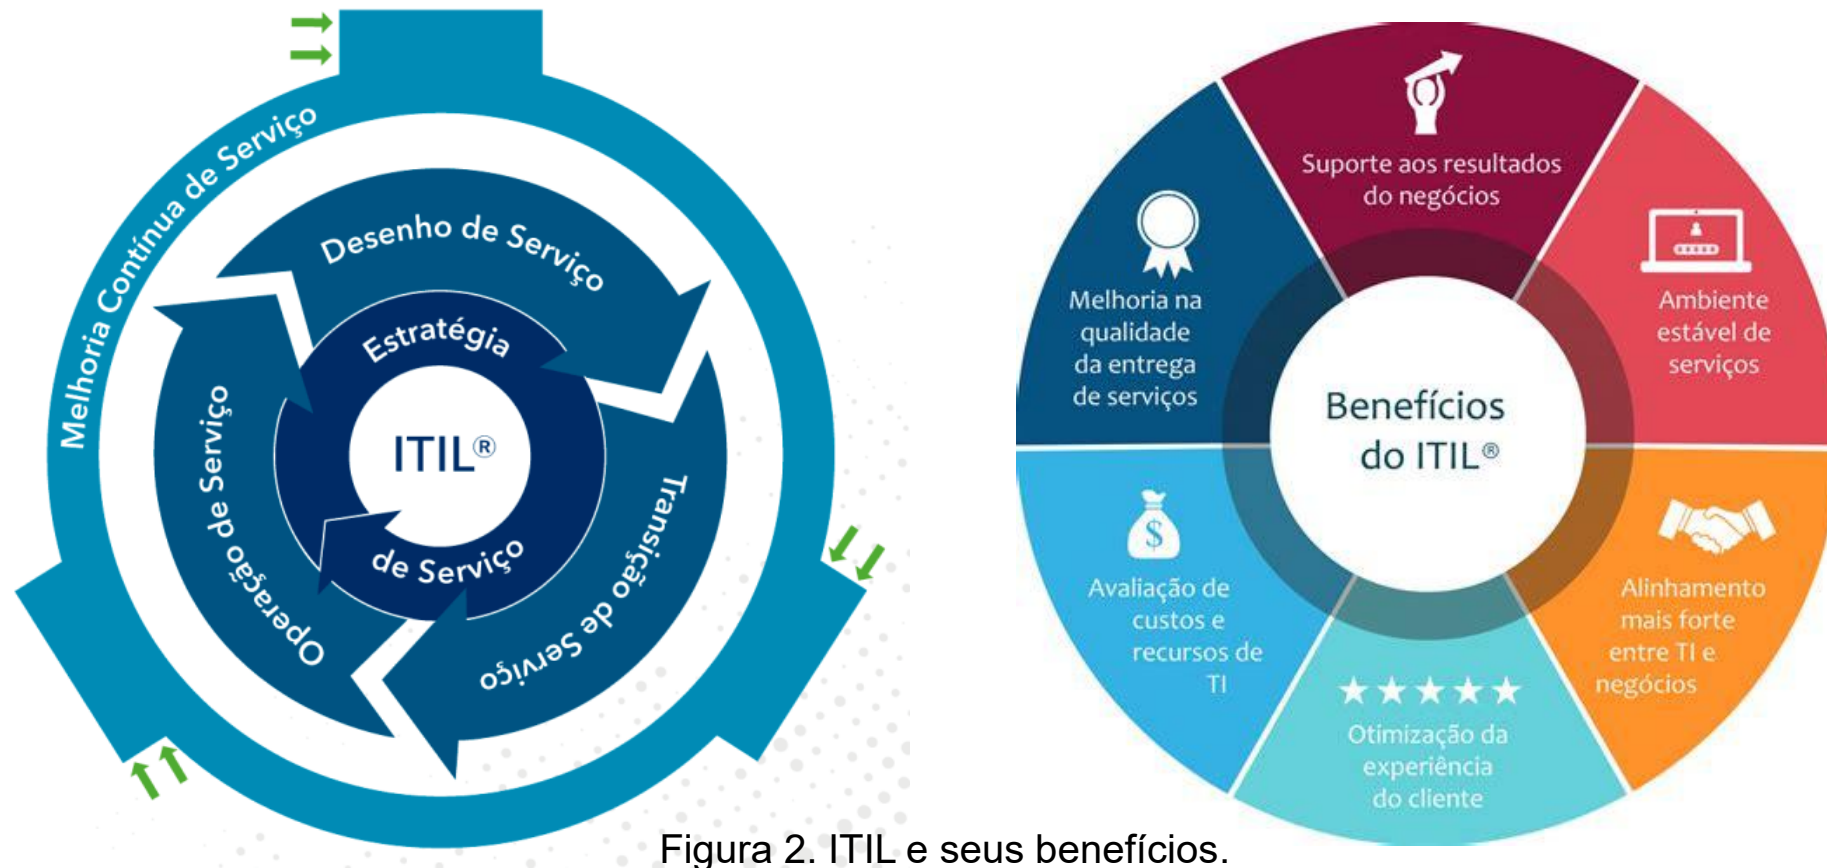 Melhoria Contínua de Serviço
Desenho de Serviço
Transição de Serviço
Operação de Serviço
Estratégia
de Serviço
ITIL®
Suporte aos resultados
do negócios
Ambiente
estável de
serviços
Alinhamento
mais forte
entre TI e
negócios
Otimização da
experiência
do cliente
Avaliação de
custos e
recursos de
TI
$
Melhoria na
qualidade
da entrega
de serviços
Benefícios
do ITIL®
Figura 2. ITIL e seus benefícios.